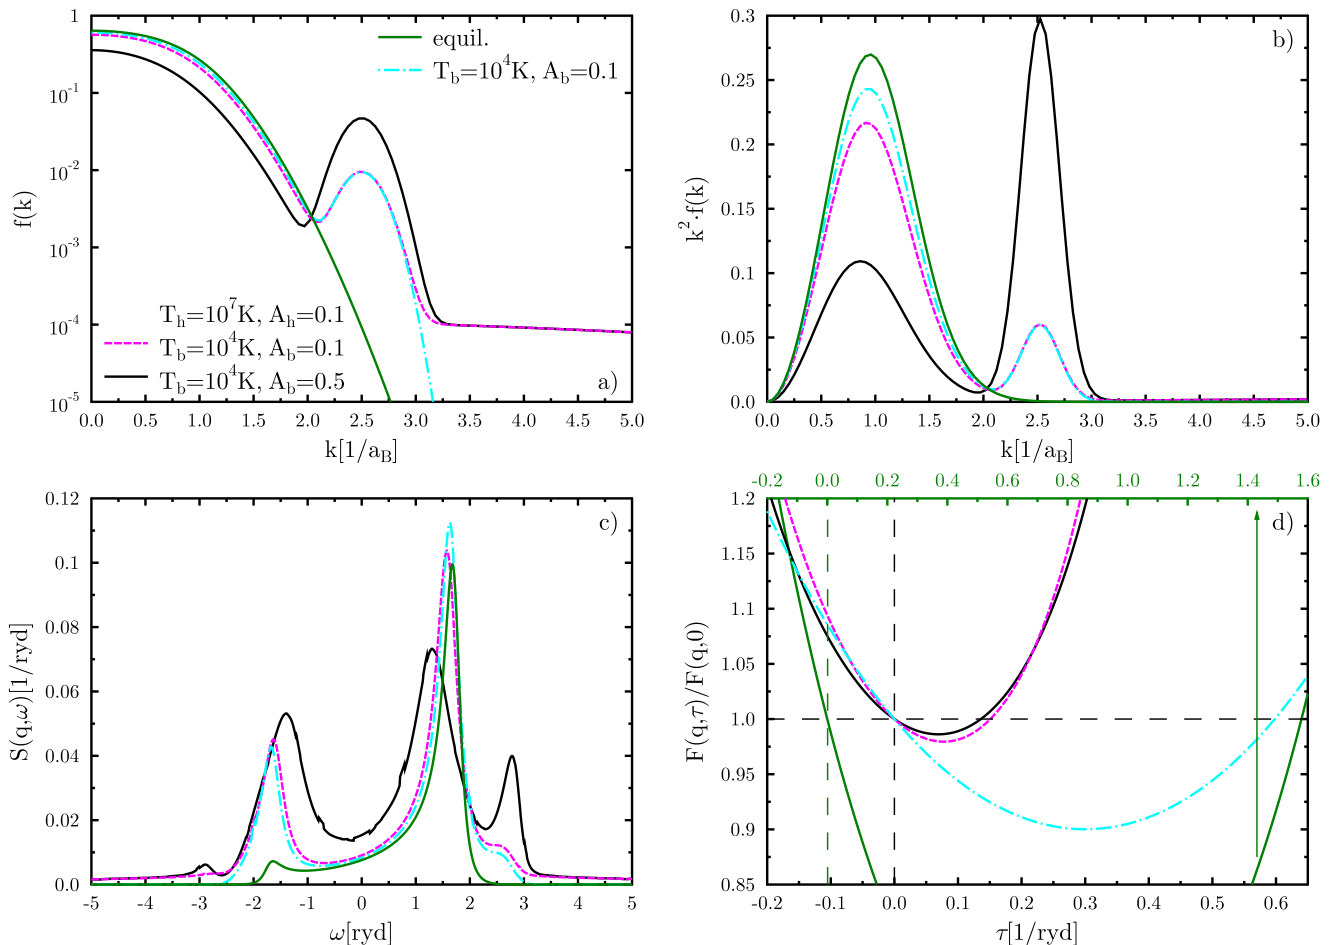 1
10^-1
10^-2
10^-3
10^-4
10^-5
f(k)
equil.
T_b=10^4K, A_b=0.1
T_h=10^7K, A_h=0.1
T_b=10^4K, A_b=0.1
T_b=10^4K, A_b=0.5
a)
0.0 0.5 1.0 1.5 2.0 2.5 3.0 3.5 4.0 4.5 5.0
k[1/a_B]
0.3
0.25
0.2
0.15
0.1
0.05
0.0
k^2·f(k)
b)
0.0 0.5 1.0 1.5 2.0 2.5 3.0 3.5 4.0 4.5 5.0
k[1/a_B]
0.12
0.1
0.08
0.06
0.04
0.02
0.0
S(q,ω)[1/ryd]
c)
-5 -4 -3 -2 -1 0 1 2 3 4 5
ω[ryd]
-0.2 0.0 0.2 0.4 0.6 0.8 1.0 1.2 1.4 1.6
1.2
1.15
1.1
1.05
1.0
0.95
0.9
0.85
F(q,τ)/F(q,0)
d)
-0.2 -0.1 0.0 0.1 0.2 0.3 0.4 0.5 0.6
τ[1/ryd]